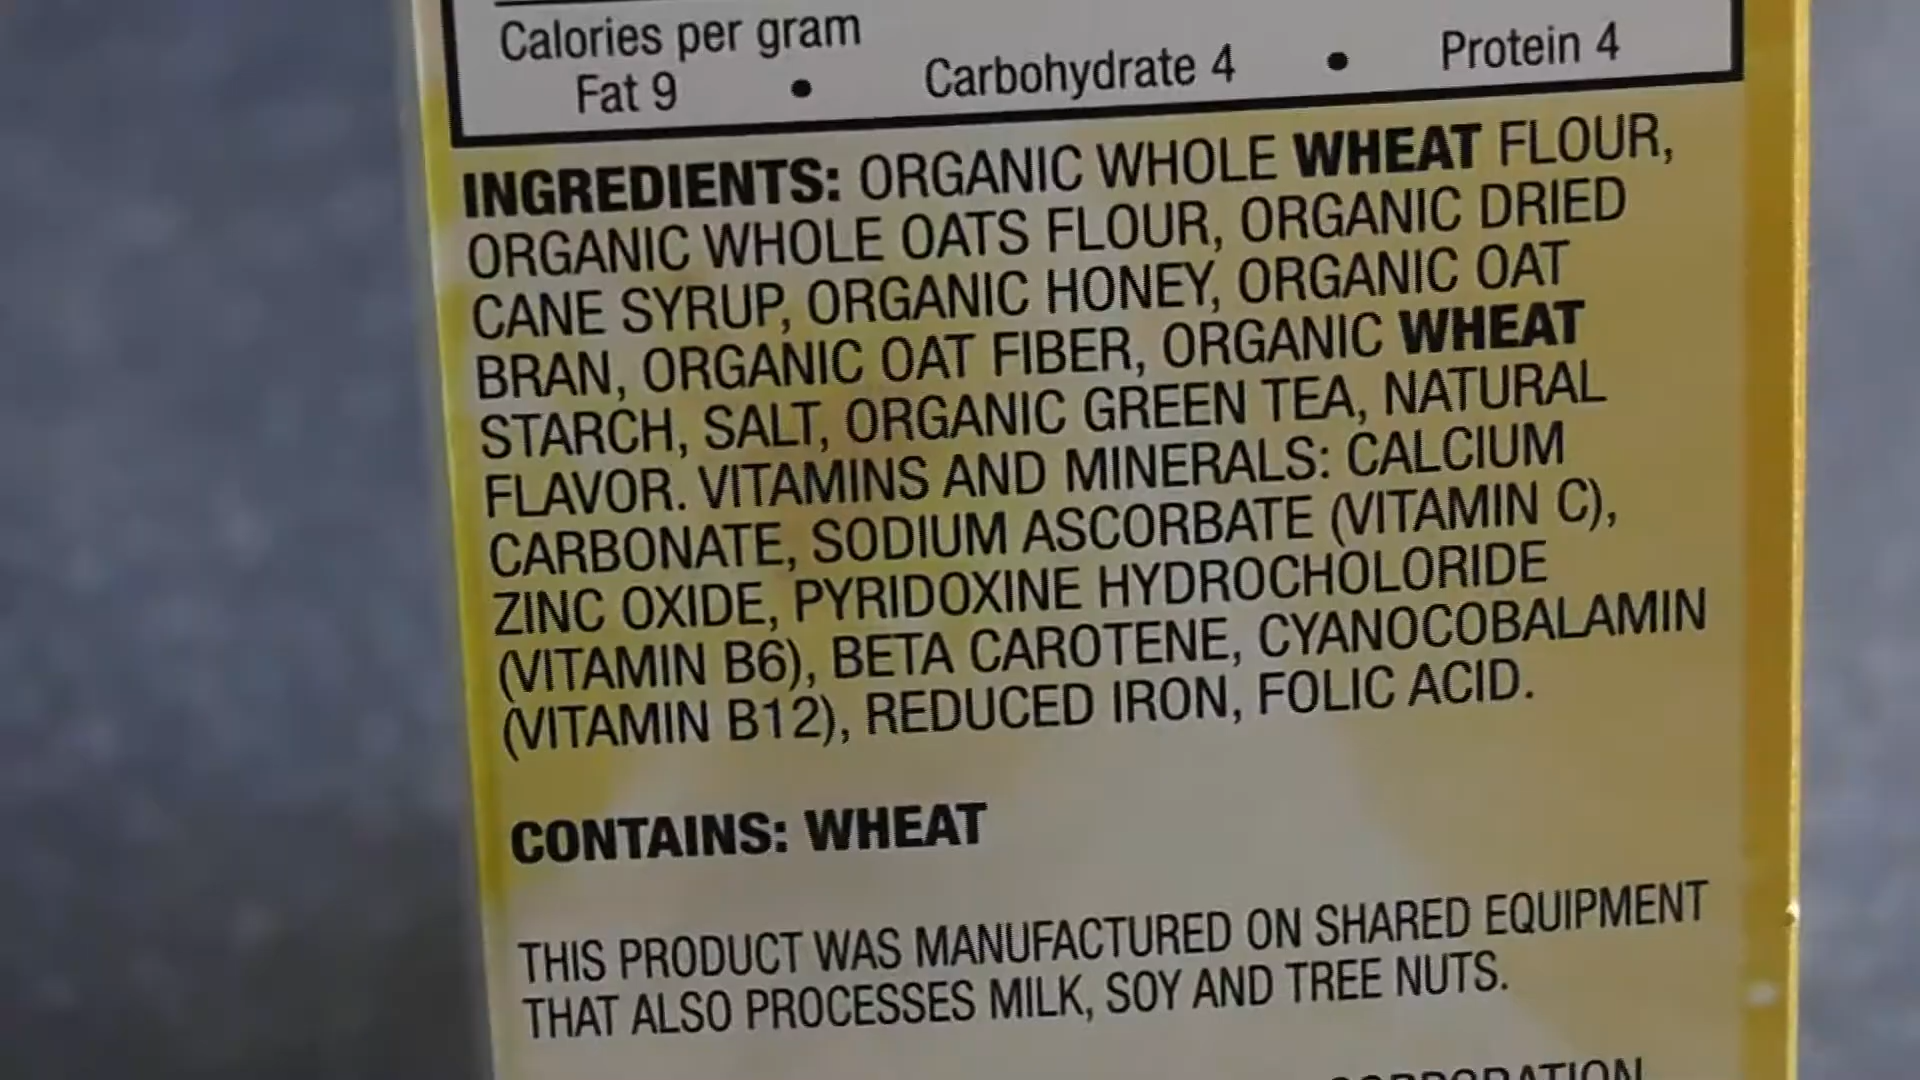 Calories per gram
Fat 9 • Carbohydrate 4 • Protein 4
INGREDIENTS: ORGANIC WHOLE WHEAT FLOUR,
ORGANIC WHOLE OATS FLOUR, ORGANIC DRIED
CANE SYRUP, ORGANIC HONEY, ORGANIC OAT
BRAN, ORGANIC OAT FIBER, ORGANIC WHEAT
STARCH, SALT, ORGANIC GREEN TEA, NATURAL
FLAVOR. VITAMINS AND MINERALS: CALCIUM
CARBONATE, SODIUM ASCORBATE (VITAMIN C),
ZINC OXIDE, PYRIDOXINE HYDROCHOLORIDE
(VITAMIN B6), BETA CAROTENE, CYANOCOBALAMIN
(VITAMIN B12), REDUCED IRON, FOLIC ACID.
CONTAINS: WHEAT
THIS PRODUCT WAS MANUFACTURED ON SHARED EQUIPMENT
THAT ALSO PROCESSES MILK, SOY AND TREE NUTS.
CORPORATION